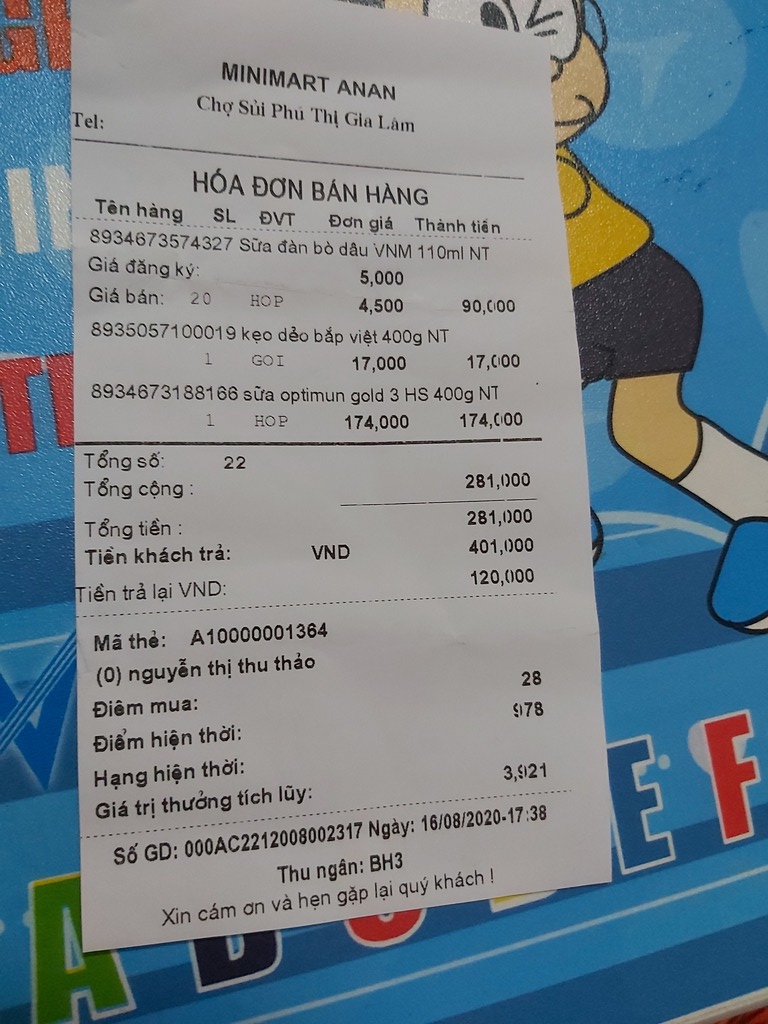 MINIMART ANAN
Chợ Sủi Phú Thị Gia Lâm
Tel:
HÓA ĐƠN BÁN HÀNG
Tên hàng SL ĐVT Đơn giá Thành tiền
8934673574327 Sữa đàn bò dâu VNM 110ml NT
Giá đăng ký: 5,000
Giá bán: 20 HOP 4,500 90,000
8935057100019 kẹo dẻo bắp việt 400g NT
1 GOI 17,000 17,000
8934673188166 sữa optimun gold 3 HS 400g NT
1 HOP 174,000 174,000
Tổng số: 22
Tổng cộng : 281,000
Tổng tiền : 281,000
Tiền khách trả: VND 401,000
Tiền trả lại VND: 120,000
Mã thẻ: A10000001364
(0) nguyễn thị thu thảo
Điêm mua: 28
Điểm hiện thời: 978
Hạng hiện thời:
Giá trị thưởng tích lũy: 3,921
Số GD: 000AC2212008002317 Ngày: 16/08/2020-17:38
Thu ngân: BH3
Xin cám ơn và hẹn gặp lại quý khách !
A B C D E F